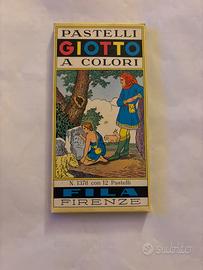 PASTELLI
GIOTTO
A COLORI
N. 1378 con 12 Pastelli
FILA
FIRENZE
subito